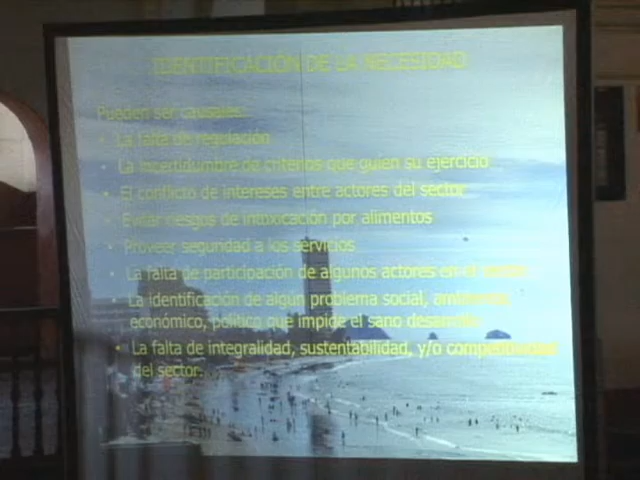 IDENTIFICACIÓN DE LA NECESIDAD
Pueden ser causales:
• La falta de regulación
• La incertidumbre de criterios que guien su ejercicio
• El conflicto de intereses entre actores del sector
• Evitar riesgos de intoxicación por alimentos
• Proveer seguridad a los servicios
• La falta de participación de algunos actores en el sector
• La identificación de algún problema social, ambiental,
económico, político que impide el sano desarrollo
• La falta de integralidad, sustentabilidad, y/o competitividad
del sector.